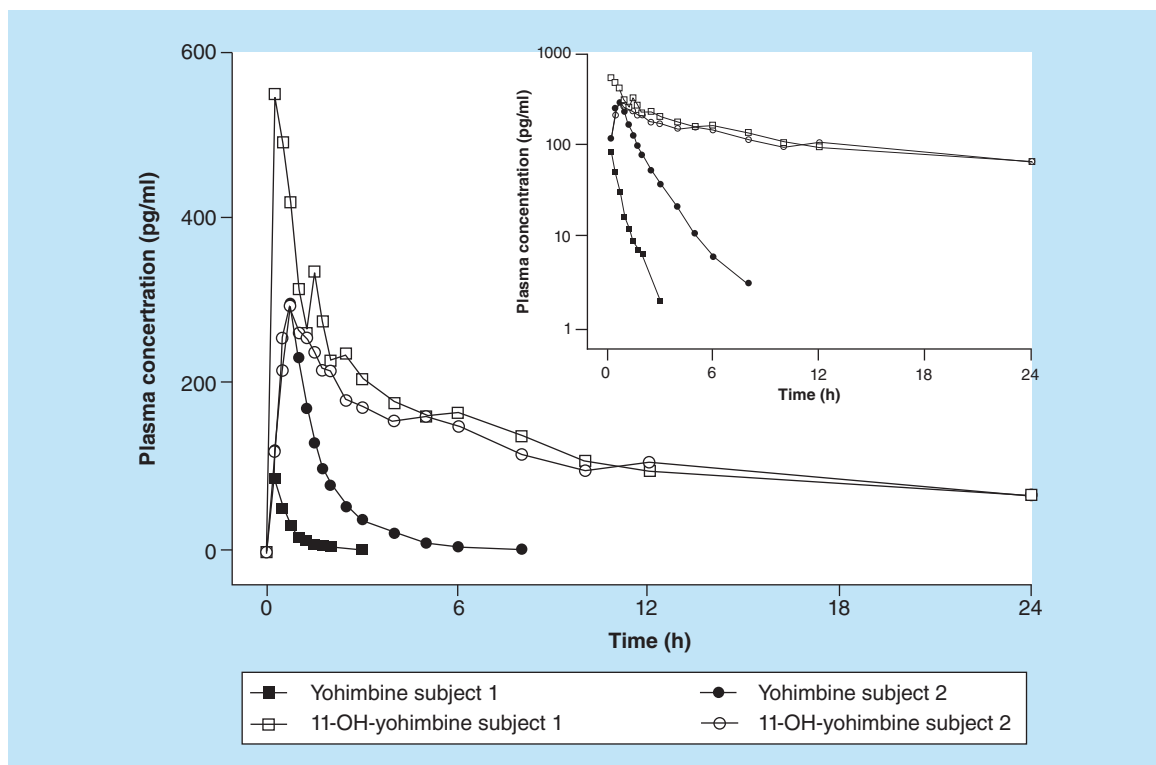 600
400
200
0
Plasma concertration (pg/ml)
0
6
12
18
24
Time (h)
1000
100
10
1
Plasma concentration (pg/ml)
0
6
12
18
24
Time (h)
Yohimbine subject 1
Yohimbine subject 2
11-OH-yohimbine subject 1
11-OH-yohimbine subject 2